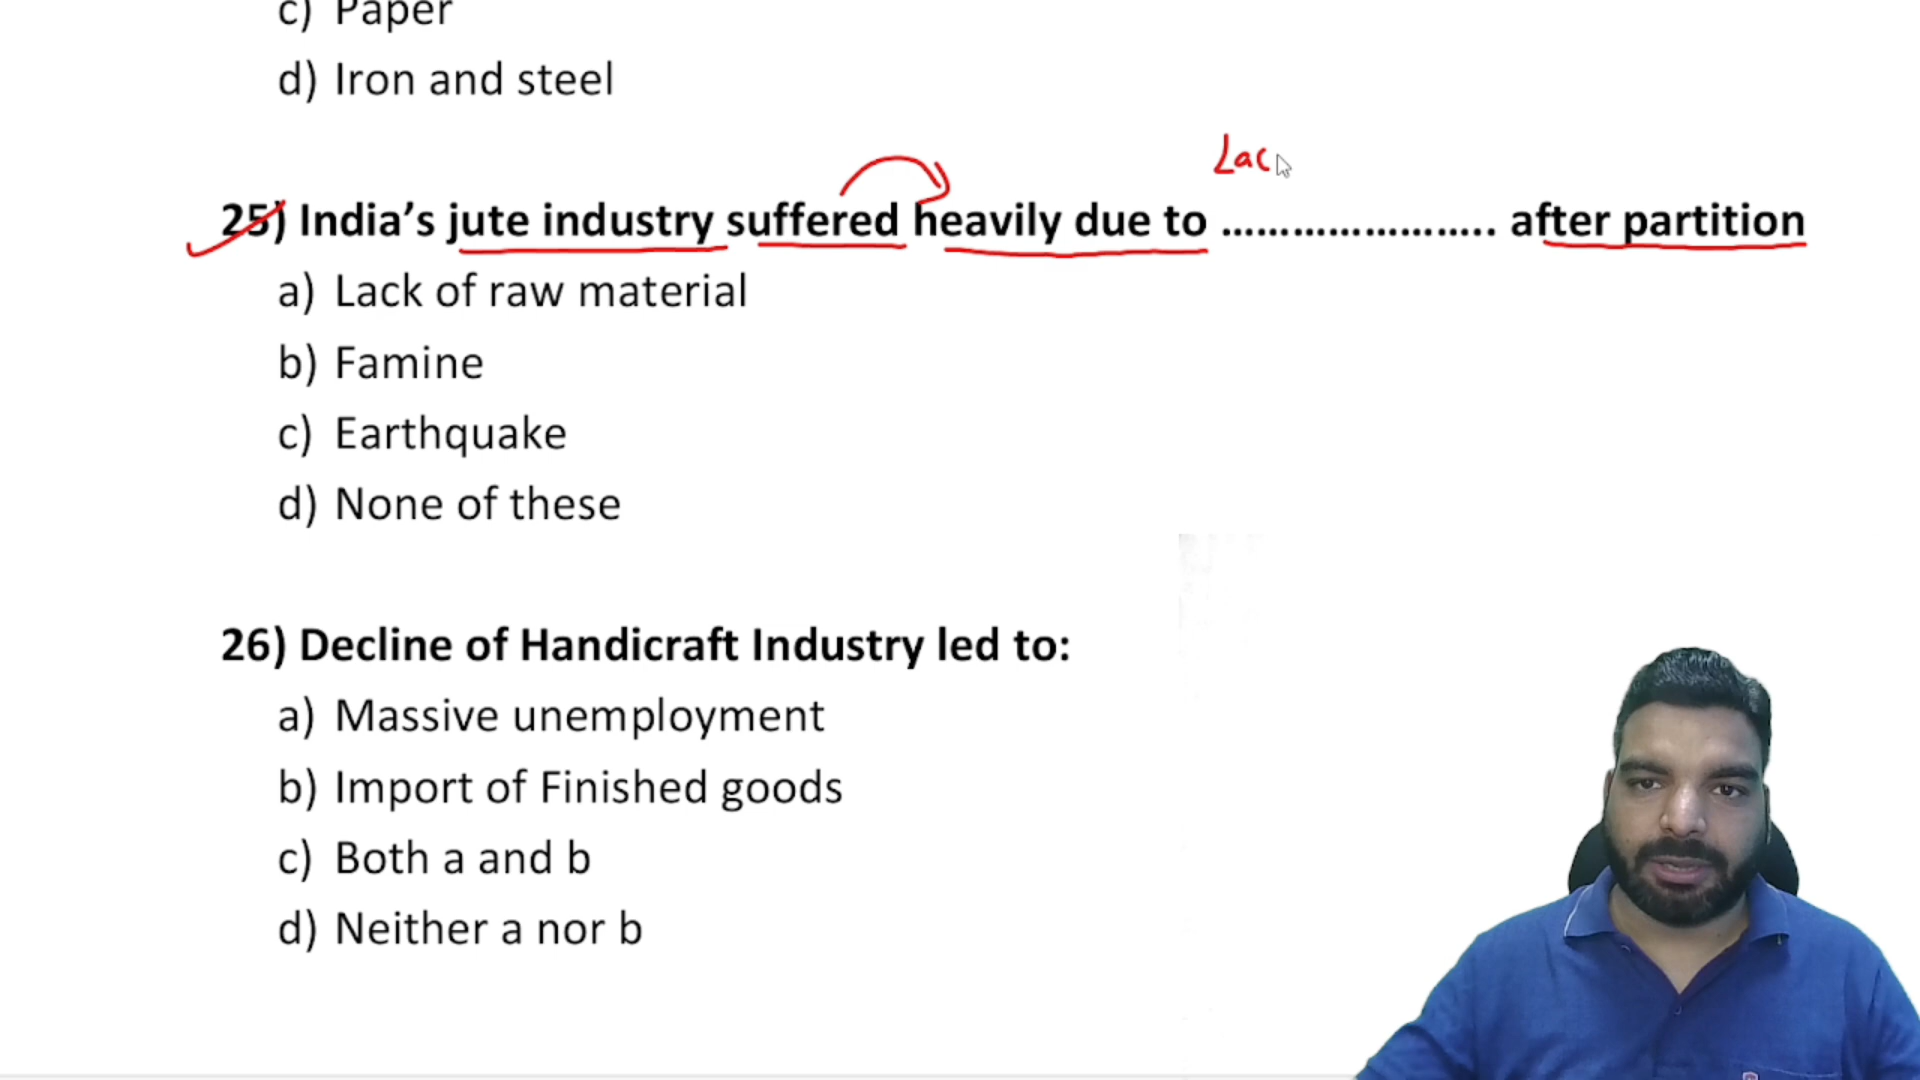 c) Paper
d) Iron and steel
Lac
25) India’s jute industry suffered heavily due to …………………….. after partition
a) Lack of raw material
b) Famine
c) Earthquake
d) None of these
26) Decline of Handicraft Industry led to:
a) Massive unemployment
b) Import of Finished goods
c) Both a and b
d) Neither a nor b